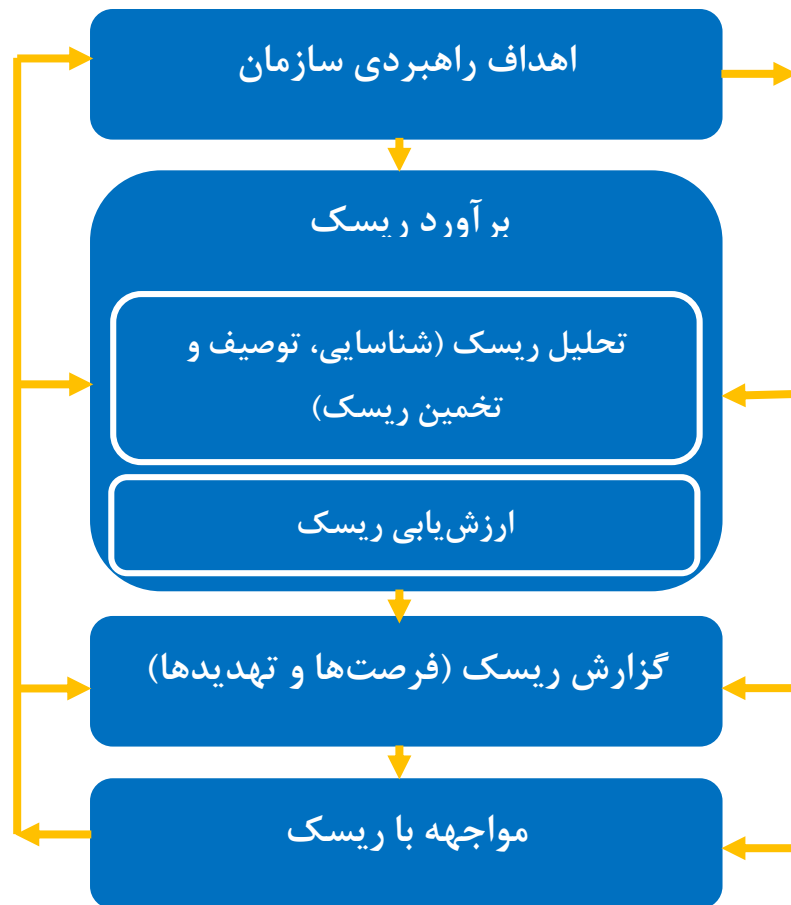 اهداف راهبردی سازمان
برآورد ریسک
تحلیل ریسک (شناسایی، توصیف و
تخمین ریسک)
ارزش‌یابی ریسک
گزارش ریسک (فرصت‌ها و تهدیدها)
مواجهه با ریسک